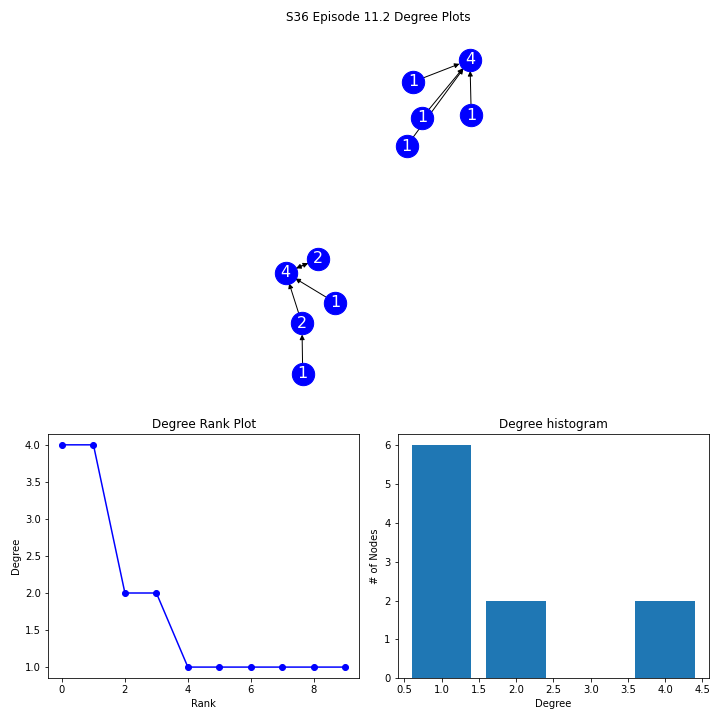 S36 Episode 11.2 Degree Plots
4
1
1
1
1
2
4
1
2
1
Degree Rank Plot
4.0
3.5
3.0
2.5
2.0
1.5
1.0
Degree
0 2 4 6 8
Rank
Degree histogram
6
5
4
3
2
1
0
# of Nodes
0.5 1.0 1.5 2.0 2.5 3.0 3.5 4.0 4.5
Degree